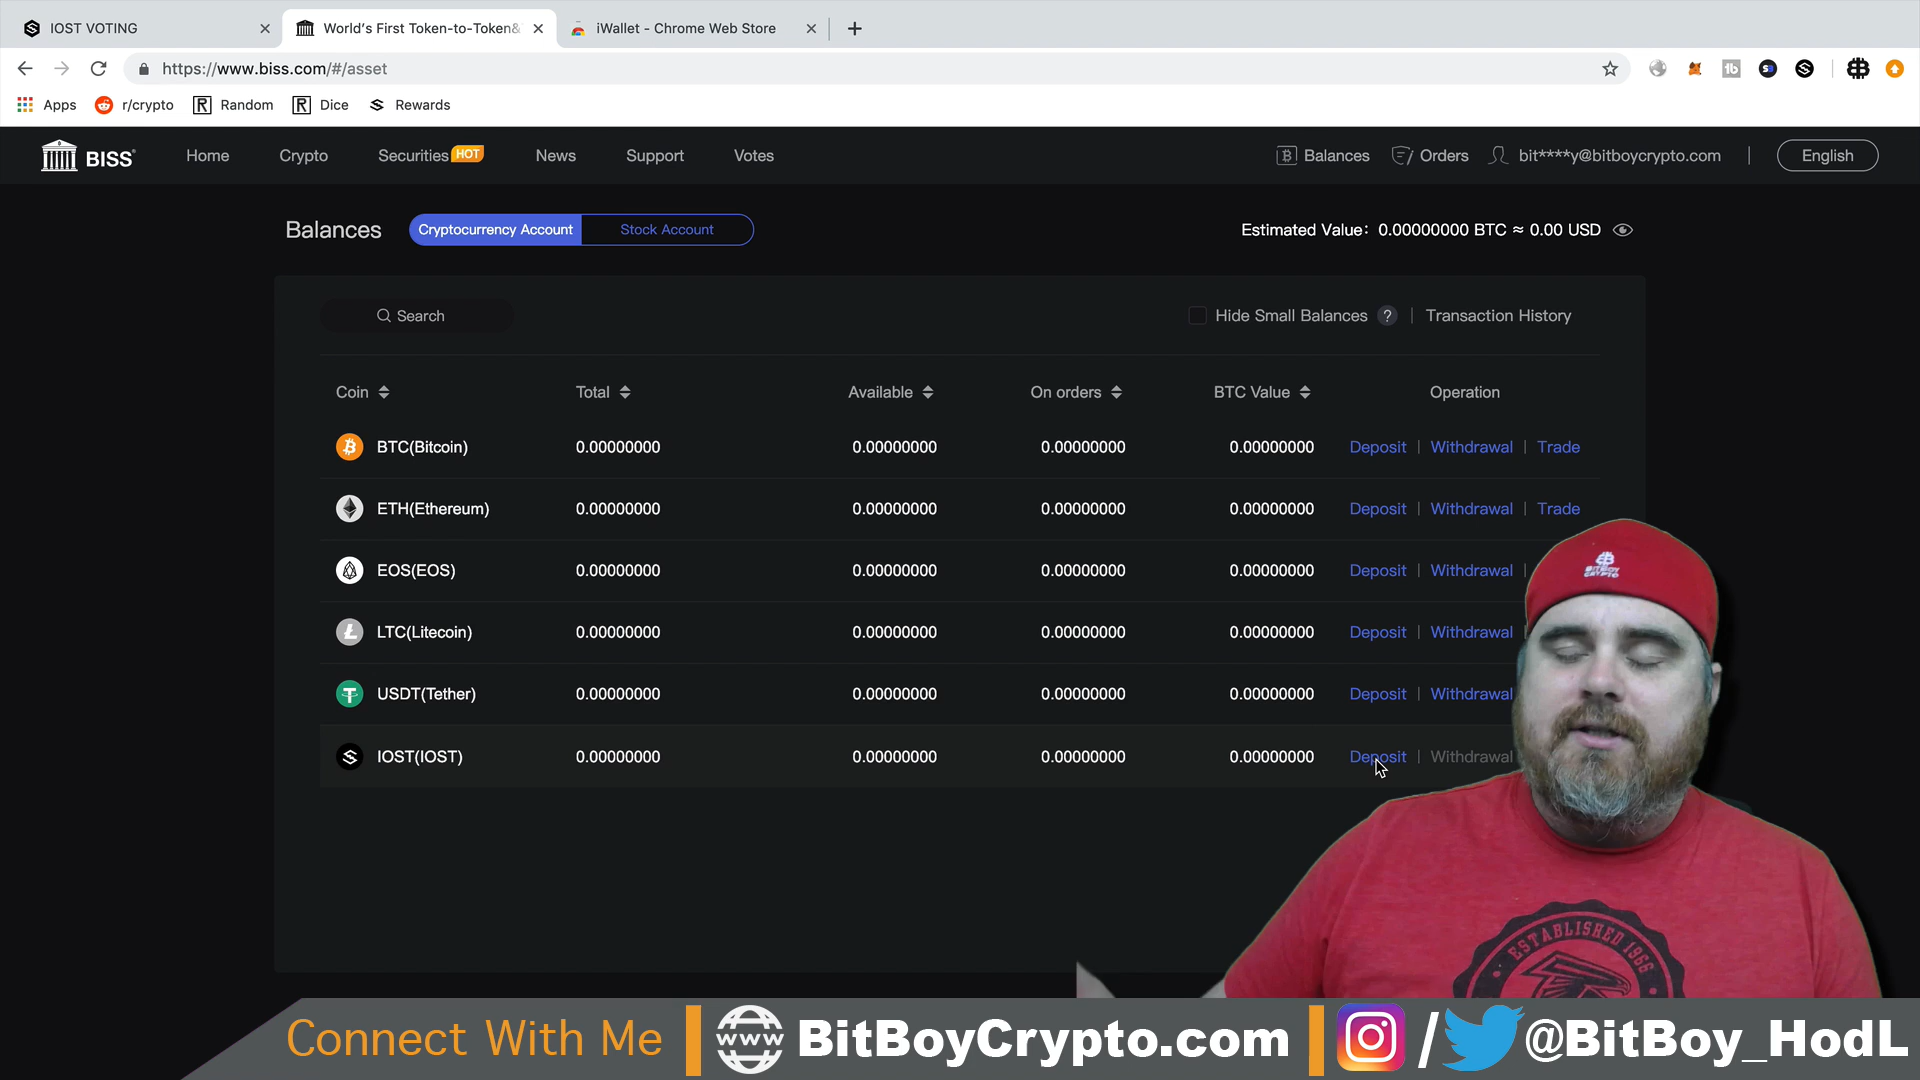 IOST VOTING
World's First Token-to-Token&
iWallet - Chrome Web Store
https://www.biss.com/#/asset
Apps
r/crypto
Random
Dice
Rewards
BISS
Home
Crypto
Securities HOT
News
Support
Votes
Balances
Orders
bit****y@bitboycrypto.com
English
Balances
Cryptocurrency Account
Stock Account
Estimated Value: 0.00000000 BTC ≈ 0.00 USD
Search
Hide Small Balances ? | Transaction History
Coin Total Available On orders BTC Value Operation
BTC(Bitcoin) 0.00000000 0.00000000 0.00000000 0.00000000 Deposit | Withdrawal | Trade
ETH(Ethereum) 0.00000000 0.00000000 0.00000000 0.00000000 Deposit | Withdrawal | Trade
EOS(EOS) 0.00000000 0.00000000 0.00000000 0.00000000 Deposit | Withdrawal |
LTC(Litecoin) 0.00000000 0.00000000 0.00000000 0.00000000 Deposit | Withdrawal |
USDT(Tether) 0.00000000 0.00000000 0.00000000 0.00000000 Deposit | Withdrawal
IOST(IOST) 0.00000000 0.00000000 0.00000000 0.00000000 Deposit | Withdrawal
BITBOY
CRYPTO
ESTABLISHED 1966
Connect With Me
www
BitBoyCrypto.com
/
@BitBoy_HodL